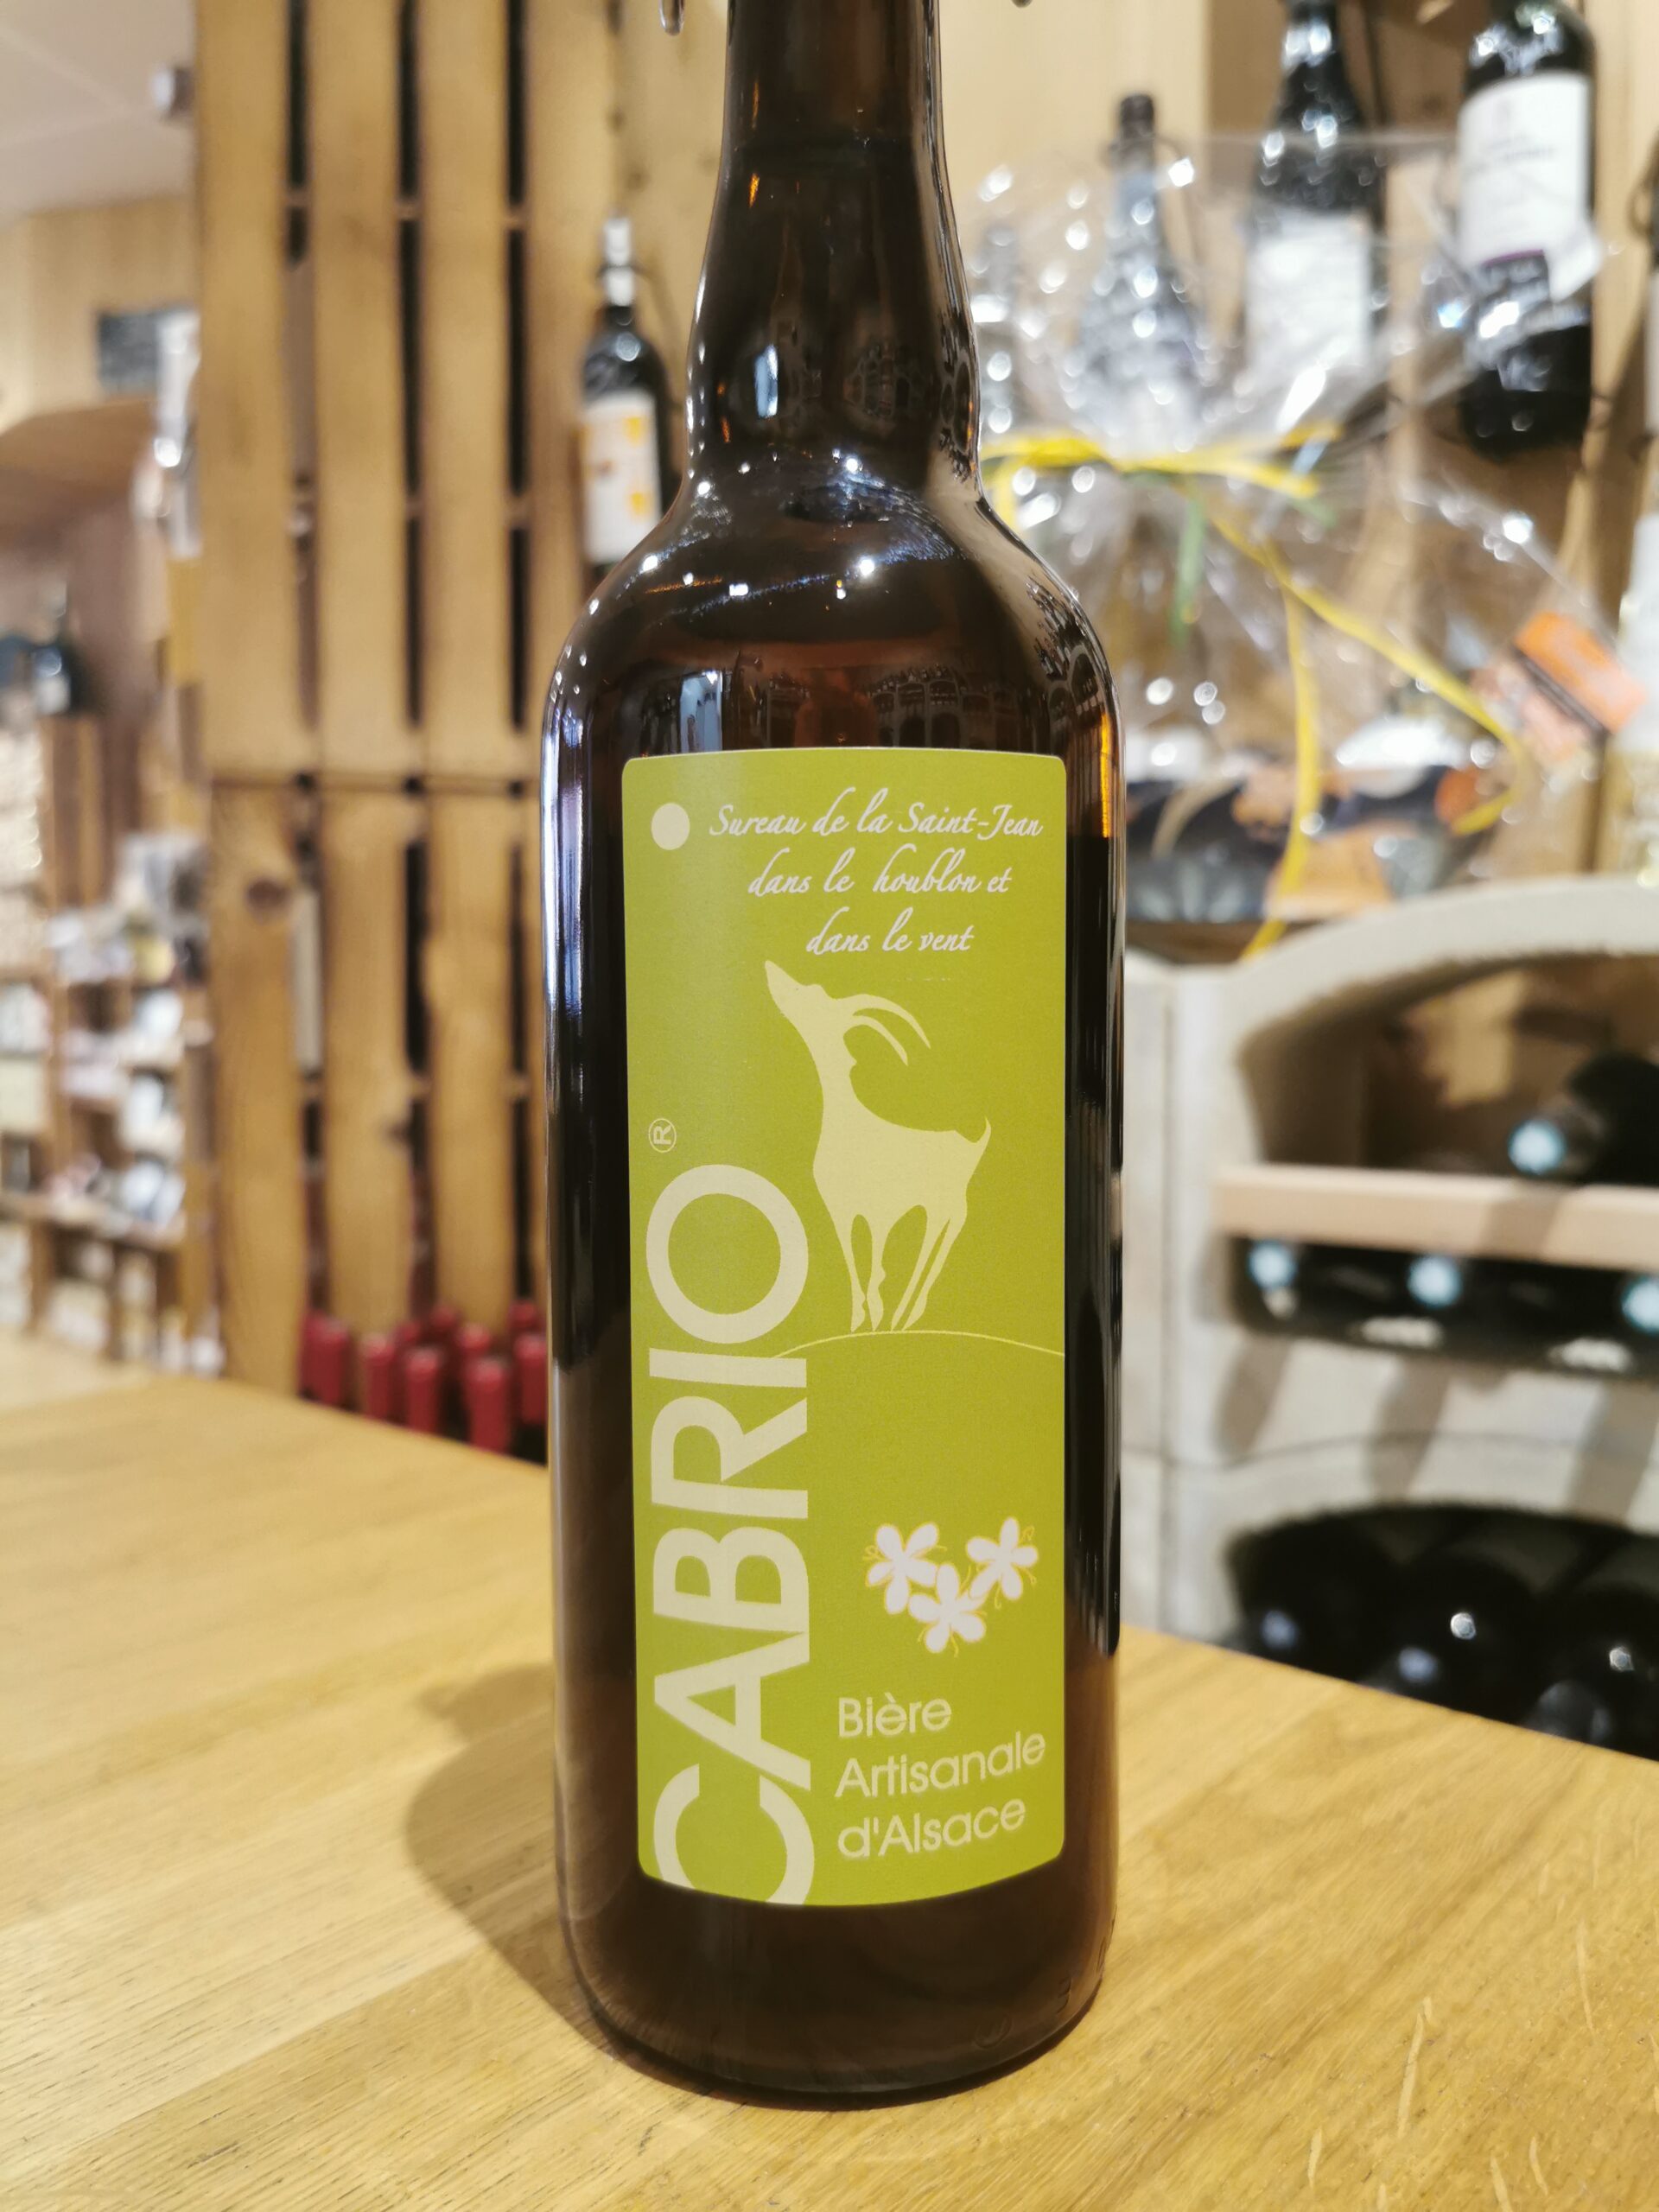 Sureau de la Saint-Jean
dans le houblon et
dans le vent
CABRIO®
Bière
Artisanale
d'Alsace